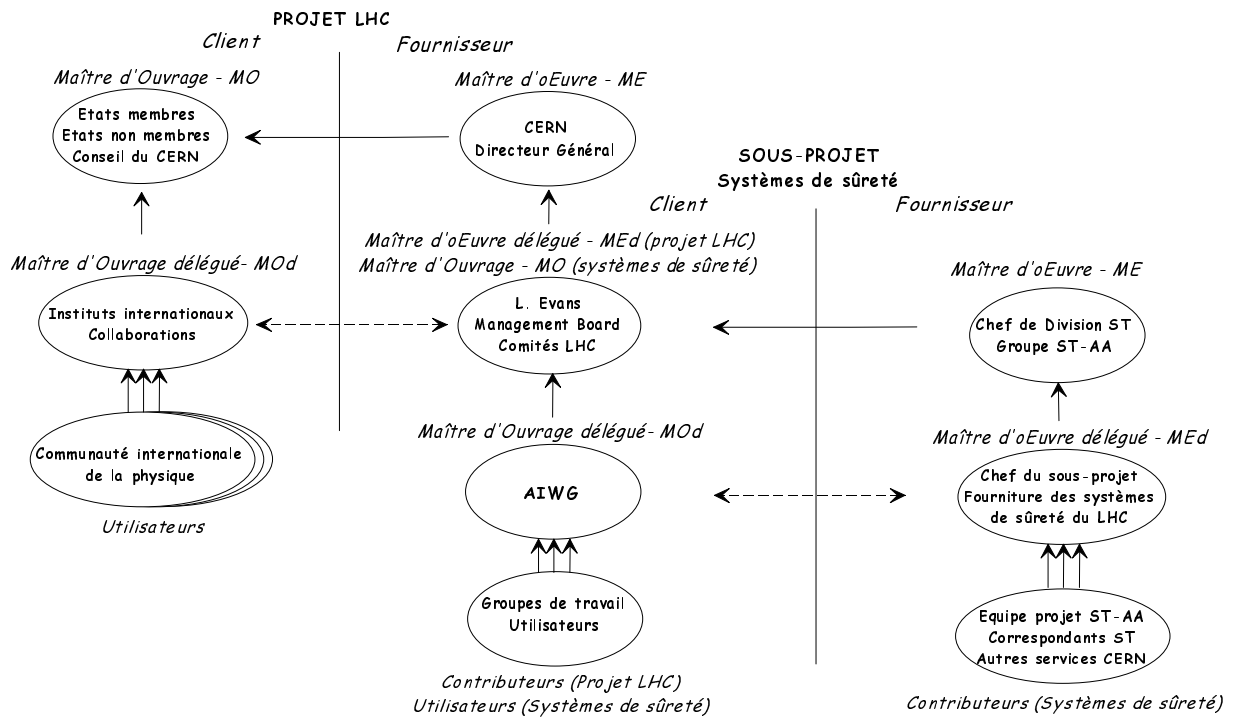 PROJET LHC
Client
Fournisseur
Maître d'Ouvrage - MO
Etats membres
Etats non membres
Conseil du CERN
Maître d'oEuvre - ME
CERN
Directeur Général
SOUS-PROJET
Systèmes de sûreté
Client
Fournisseur
Maître d'Ouvrage délégué- MOd
Instituts internationaux
Collaborations
Maître d'oEuvre délégué - MEd (projet LHC)
Maître d'Ouvrage - MO (systèmes de sûreté)
L. Evans
Management Board
Comités LHC
Maître d'oEuvre - ME
Chef de Division ST
Groupe ST-AA
Communauté internationale
de la physique
Utilisateurs
Maître d'Ouvrage délégué- MOd
AIWG
Maître d'oEuvre délégué - MEd
Chef du sous-projet
Fourniture des systèmes
de sûreté du LHC
Groupes de travail
Utilisateurs
Contributeurs (Projet LHC)
Utilisateurs (Systèmes de sûreté)
Equipe projet ST-AA
Correspondants ST
Autres services CERN
Contributeurs (Systèmes de sûreté)